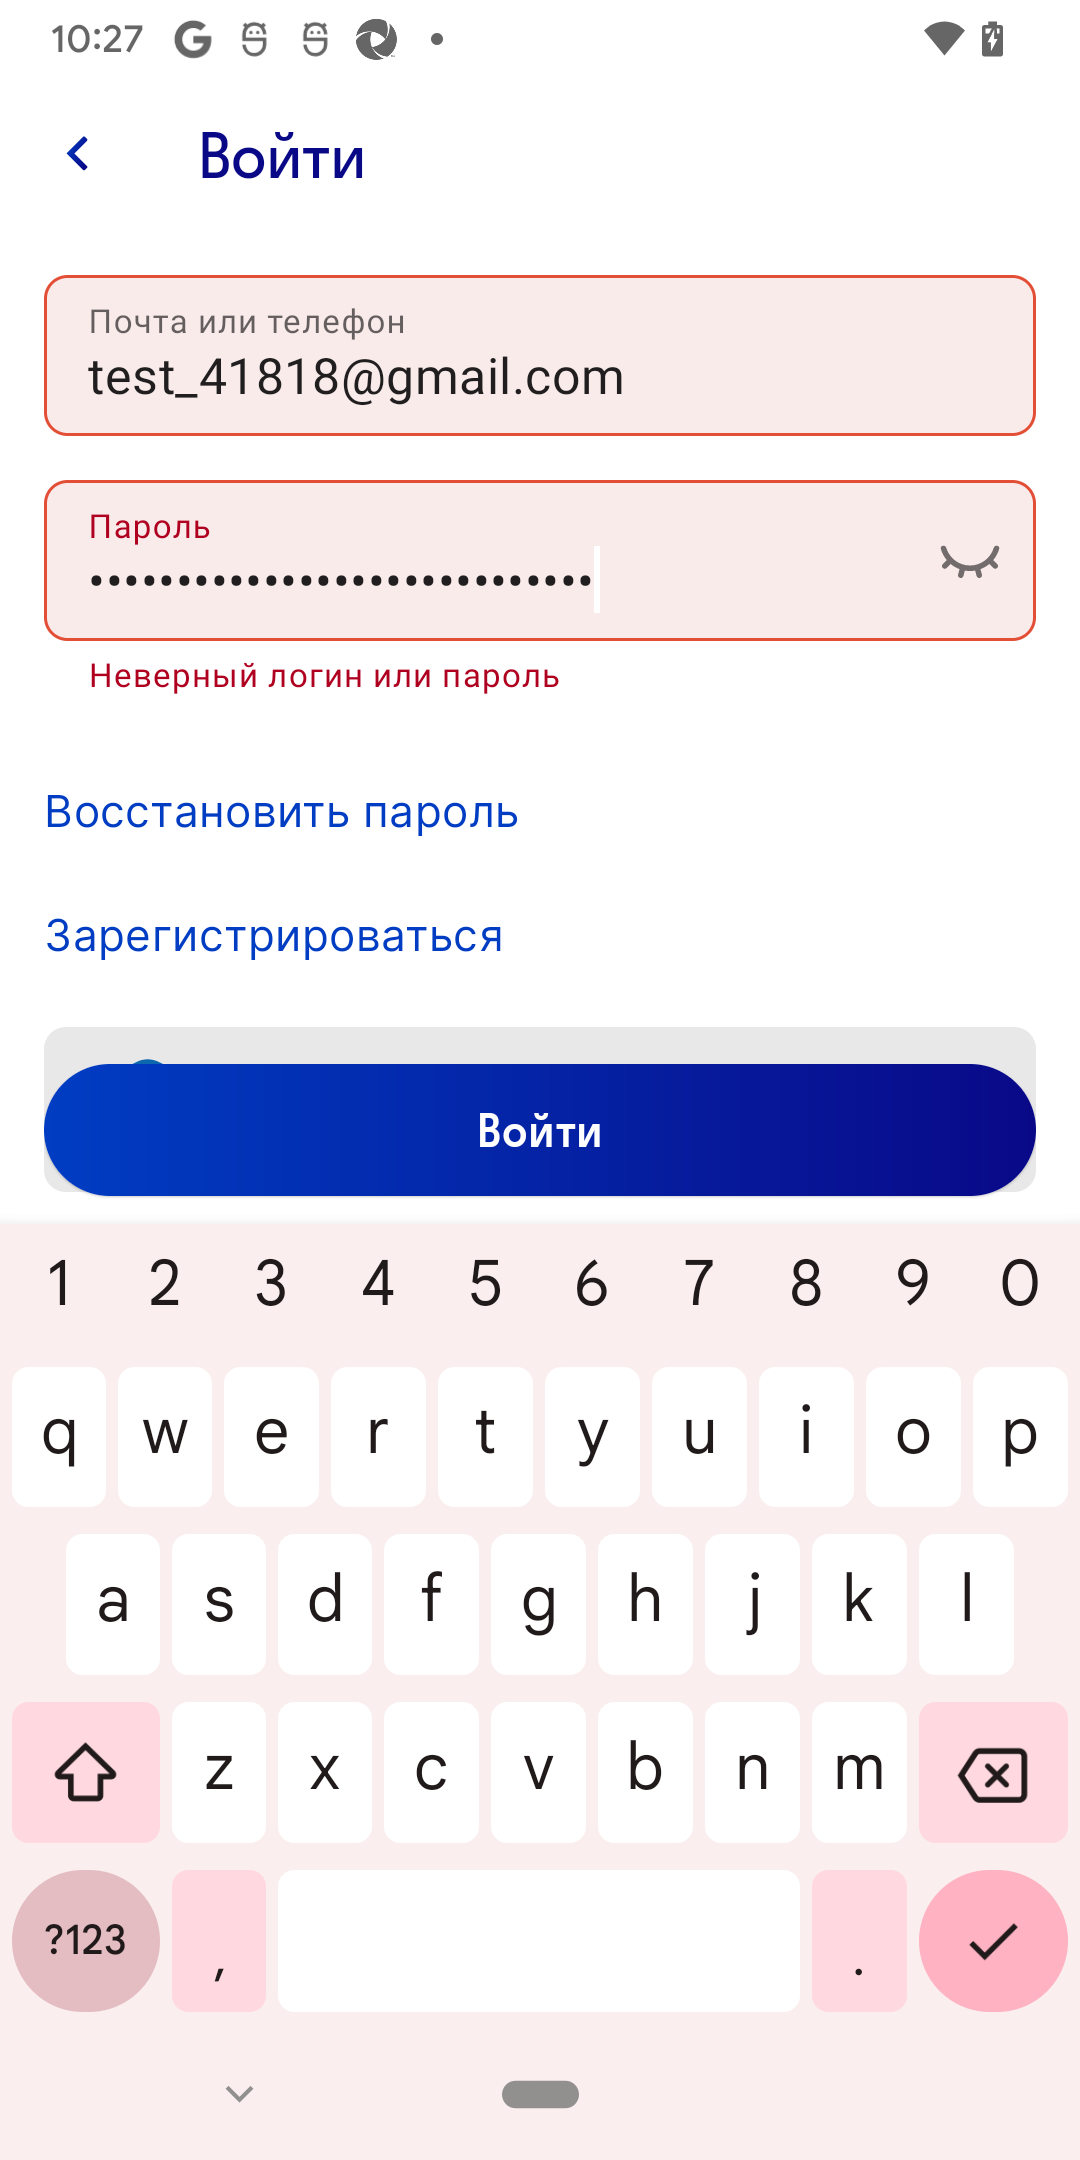 10:27
Войти
Почта или телефон
test_41818@gmail.com
Пароль
•••••••••••••••••••••••••••••
Неверный логин или пароль
Восстановить пароль
Зарегистрироваться
Войти
1 2 3 4 5 6 7 8 9 0
q w e r t y u i o p
a s d f g h j k l
z x c v b n m
?123 , .